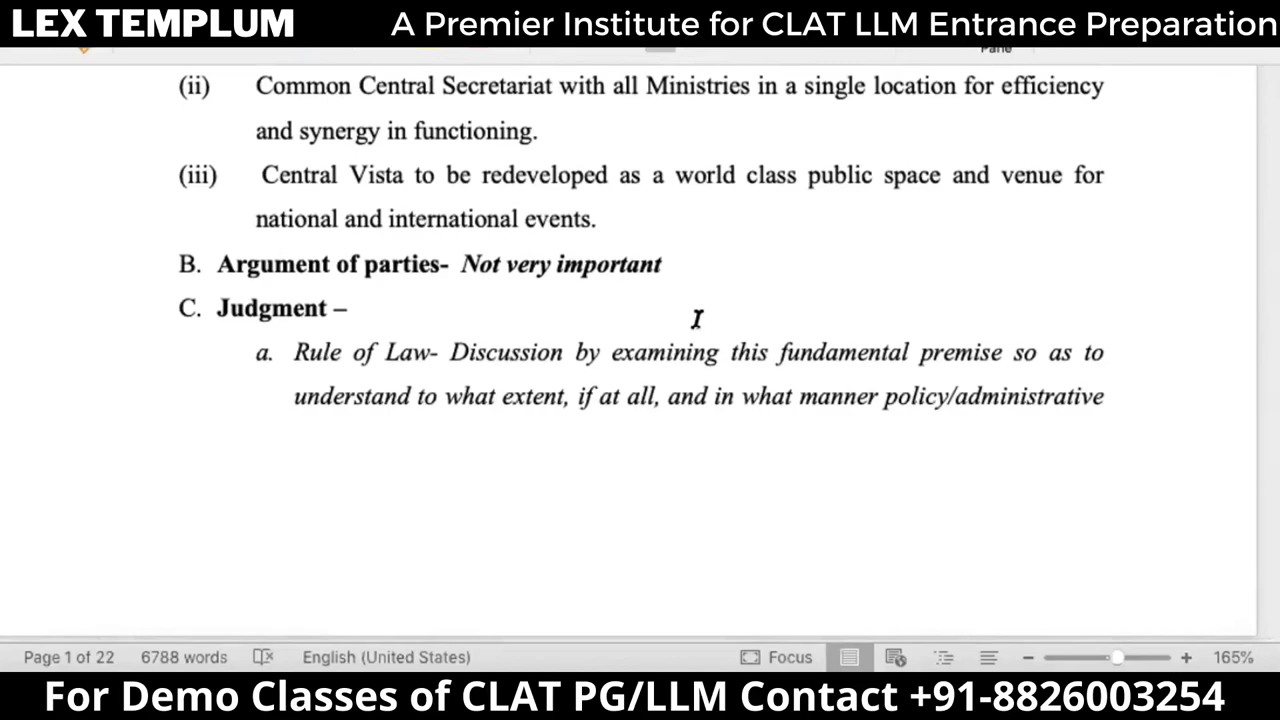 LEX TEMPLUM A Premier Institute for CLAT LLM Entrance Preparation
Pane
(ii) Common Central Secretariat with all Ministries in a single location for efficiency
and synergy in functioning.
(iii) Central Vista to be redeveloped as a world class public space and venue for
national and international events.
B. Argument of parties- Not very important
C. Judgment –
a. Rule of Law- Discussion by examining this fundamental premise so as to
understand to what extent, if at all, and in what manner policy/administrative
Page 1 of 22 6788 words English (United States) Focus 165%
For Demo Classes of CLAT PG/LLM Contact +91-8826003254